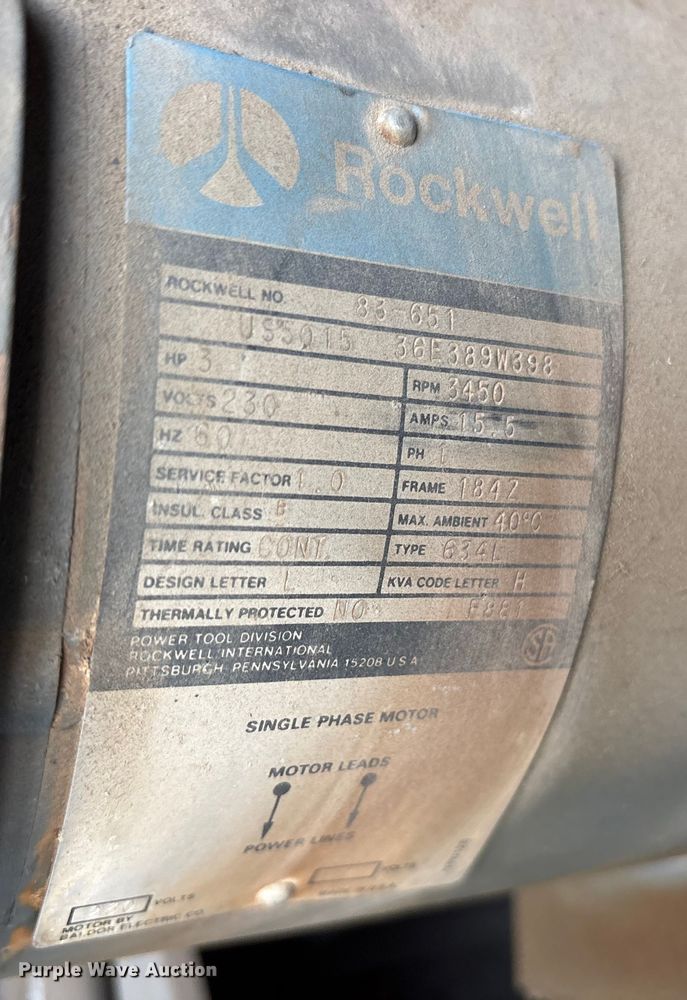 Rockwell
ROCKWELL NO. 83-651
US5015 36E389W398
HP 3 RPM 3450
VOLTS 230 AMPS 15.5
HZ 60 PH 1
SERVICE FACTOR 1.0 FRAME 184Z
INSUL. CLASS B MAX. AMBIENT 40°C
TIME RATING CONT. TYPE 634L
DESIGN LETTER L KVA CODE LETTER H
THERMALLY PROTECTED NO F881
POWER TOOL DIVISION
ROCKWELL INTERNATIONAL
PITTSBURGH, PENNSYLVANIA 15208 U S A
SINGLE PHASE MOTOR
MOTOR LEADS
POWER LINES
VOLTS VOLTS
MOTOR BY MADE IN U.S.A.
BALDOR ELECTRIC CO.
Purple Wave Auction